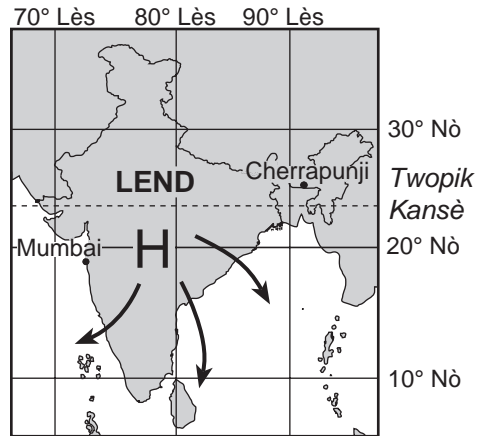 70° Lès 80° Lès 90° Lès
30° Nò
LEND
Cherrapunji
Twopik
Kansè
Mumbai
H
20° Nò
10° Nò